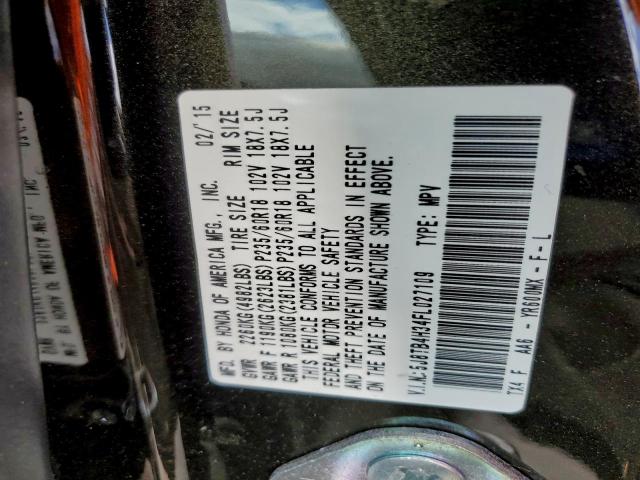 MFG. BY HONDA OF AMERICA MFG., INC. 02/'15
GVWR 2260KG(4982LBS) TIRE SIZE RIM SIZE
GAWR F 1190KG(2623LBS) P235/60R18 102V 18X7.5J
GAWR R 1080KG(2381LBS) P235/60R18 102V 18X7.5J
THIS VEHICLE CONFORMS TO ALL APPLICABLE
FEDERAL MOTOR VEHICLE SAFETY
AND THEFT PREVENTION STANDARDS IN EFFECT
ON THE DATE OF MANUFACTURE SHOWN ABOVE.
V.I.N:5J8TB4H34FL027109 TYPE: MPV
TX4 F AA6 YR600MX - F - L